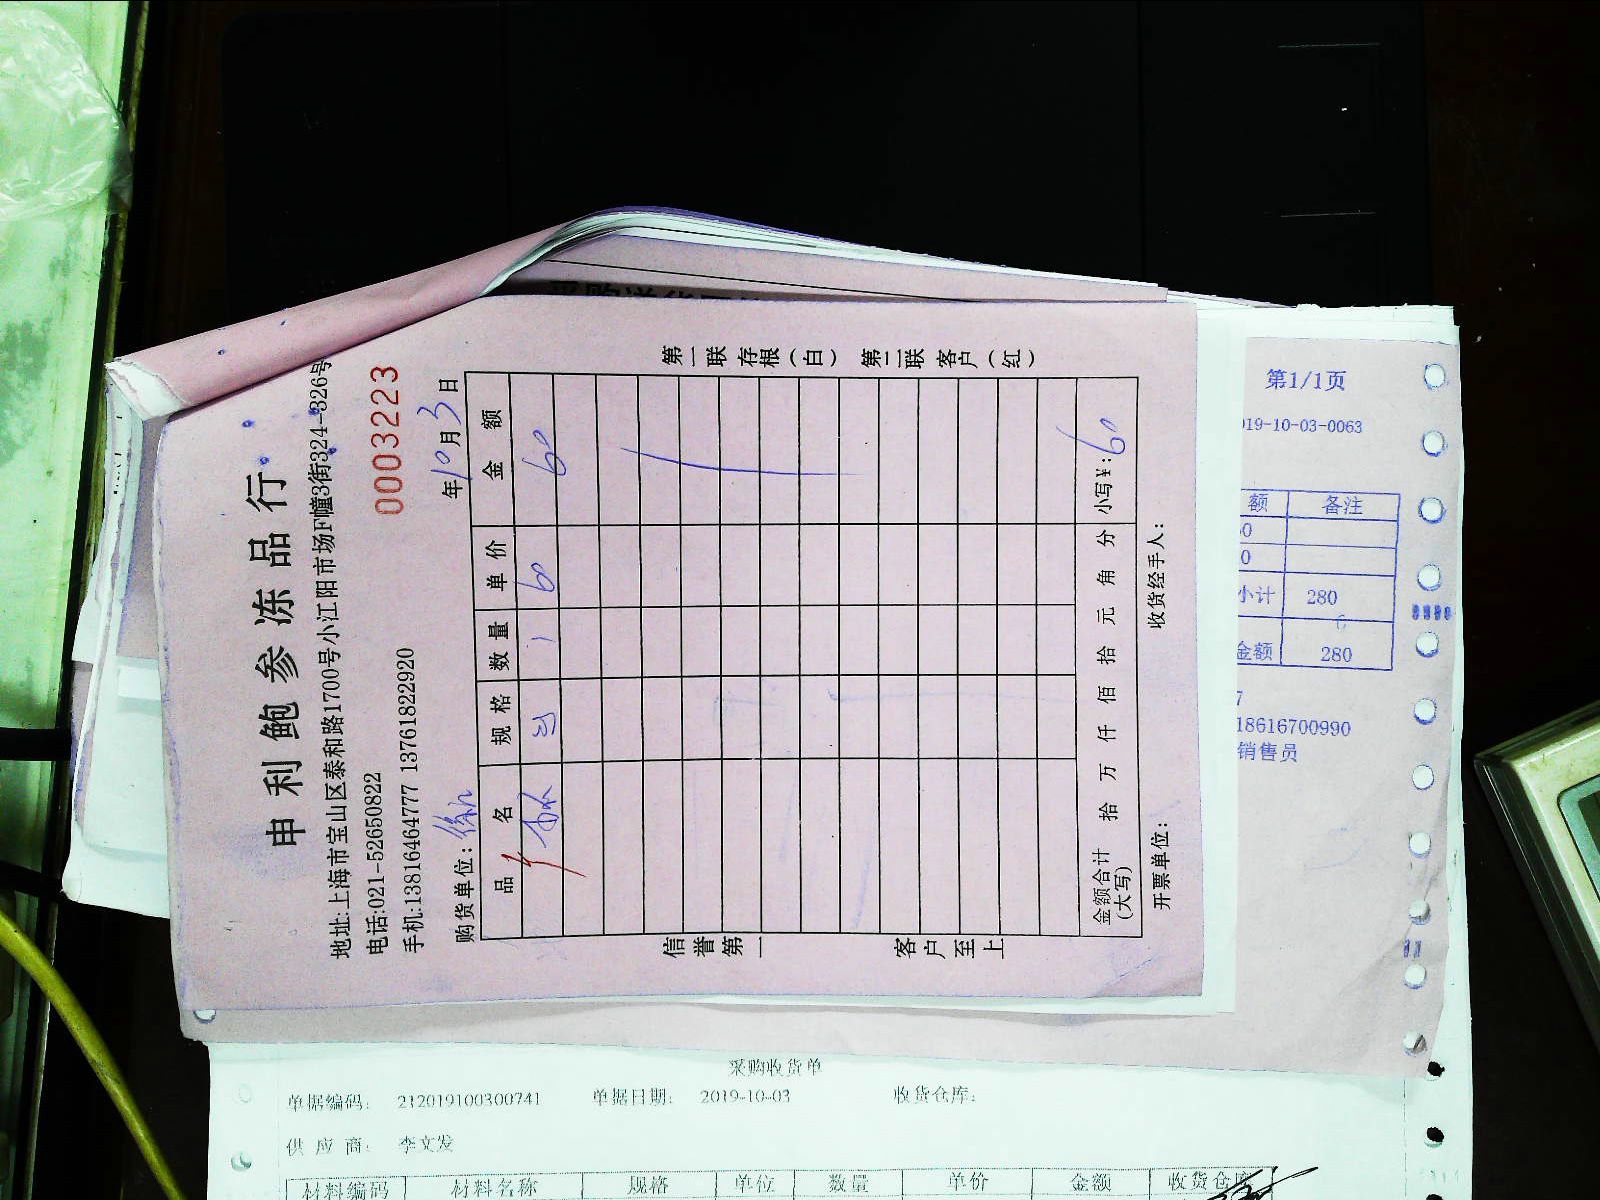 申利鲍参冻品行
地址:上海市宝山区泰和路1700号小江阳市场F幢3街324-326号
电话:021-52650822
手机:13816464777 13761822920
0003223
购货单位:
年10月3日
品名 规格 数量 单价 金额
1 60 60
金额合计(大写) 拾 万 仟 佰 拾 元 角 分 小写¥:60
开票单位: 收货经手人:
信誉第一 客户至上
第一联 存根(白) 第二联 客户(红)
第1/1页
19-10-03-0063
额 备注
0
0
小计 280
金额 280
7
18616700990
销售员
采购收货单
单据编码: 212019100300741 单据日期: 2019-10-03 收货仓库:
供应商: 李文发
材料编码 材料名称 规格 单位 数量 单价 金额 收货仓库